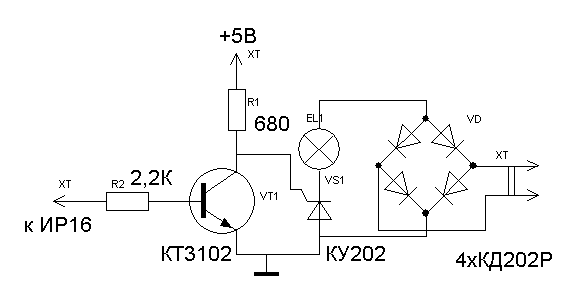 +5В
XT
R1
680
EL1
VD
VS1
XT
XT
R2
2,2К
VT1
к ИР16
КТ3102
КУ202
4хКД202Р